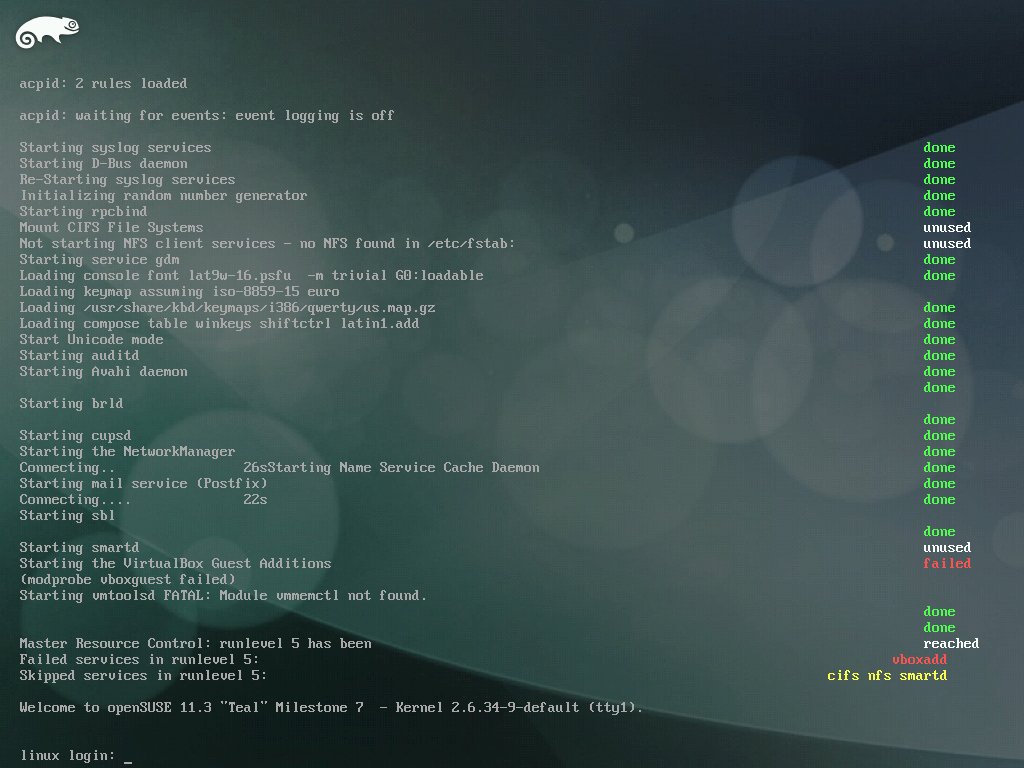 acpid: 2 rules loaded
acpid: waiting for events: event logging is off
Starting syslog services done
Starting D-Bus daemon done
Re-Starting syslog services done
Initializing random number generator done
Starting rpcbind done
Mount CIFS File Systems unused
Not starting NFS client services - no NFS found in /etc/fstab: unused
Starting service gdm done
Loading console font lat9w-16.psfu  -m trivial G0:loadable done
Loading keymap assuming iso-8859-15 euro
Loading /usr/share/kbd/keymaps/i386/qwerty/us.map.gz done
Loading compose table winkeys shiftctrl latin1.add done
Start Unicode mode done
Starting auditd done
Starting Avahi daemon done
done
Starting brld
done
Starting cupsd done
Starting the NetworkManager done
Connecting.. 26sStarting Name Service Cache Daemon done
Starting mail service (Postfix) done
Connecting.... 22s done
Starting sbl
done
Starting smartd unused
Starting the VirtualBox Guest Additions failed
(modprobe vboxguest failed)
Starting vmtoolsd FATAL: Module vmmemctl not found.
done
done
Master Resource Control: runlevel 5 has been reached
Failed services in runlevel 5: vboxadd
Skipped services in runlevel 5: cifs nfs smartd
Welcome to openSUSE 11.3 "Teal" Milestone 7  - Kernel 2.6.34-9-default (tty1).
linux login: _